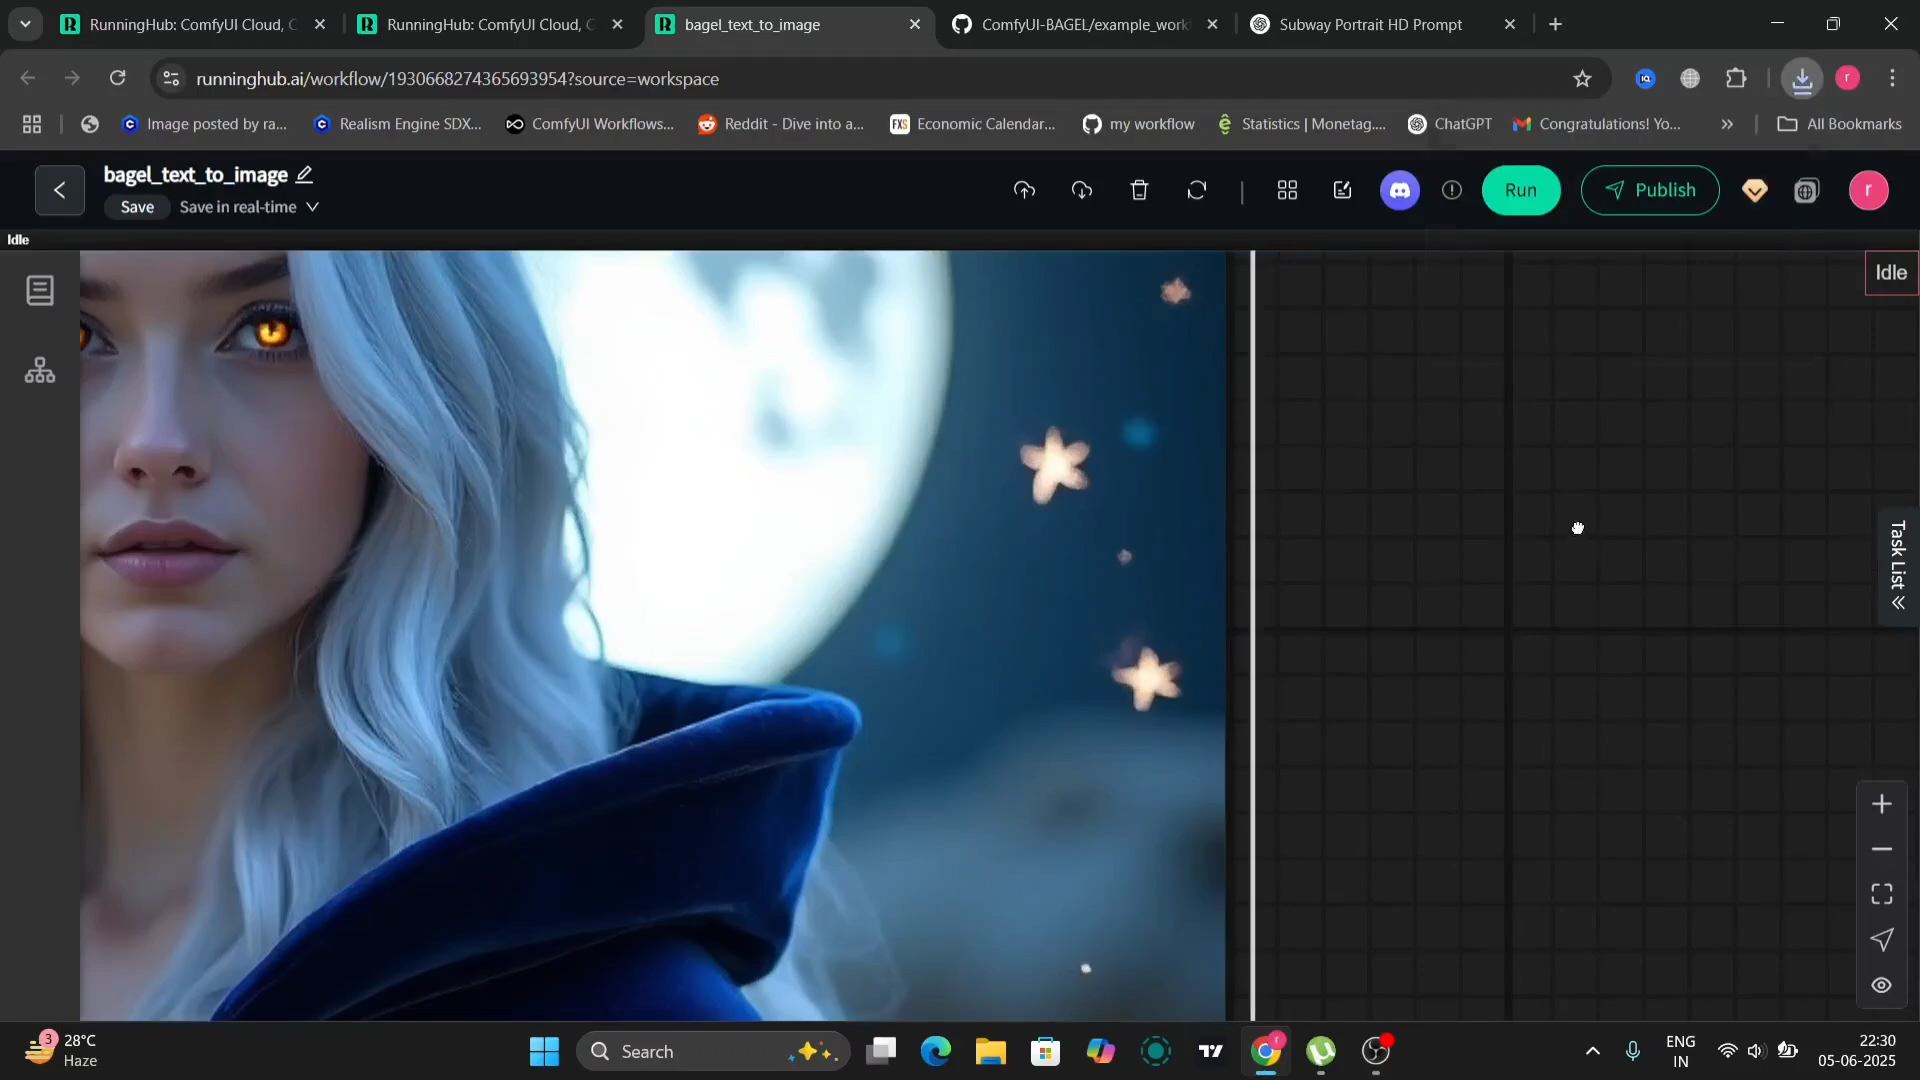 RunningHub: ComfyUI Cloud, C
RunningHub: ComfyUI Cloud, C
bagel_text_to_image
ComfyUI-BAGEL/example_work
Subway Portrait HD Prompt
runninghub.ai/workflow/1930668274365693954?source=workspace
Image posted by ra...
Realism Engine SDX...
ComfyUI Workflows...
Reddit - Dive into a...
Economic Calendar...
my workflow
Statistics | Monetag....
ChatGPT
Congratulations! Yo...
All Bookmarks
bagel_text_to_image
Save
Save in real-time
Run
Publish
r
Idle
Idle
Task List
3
28°C
Haze
Search
ENG
IN
22:30
05-06-2025